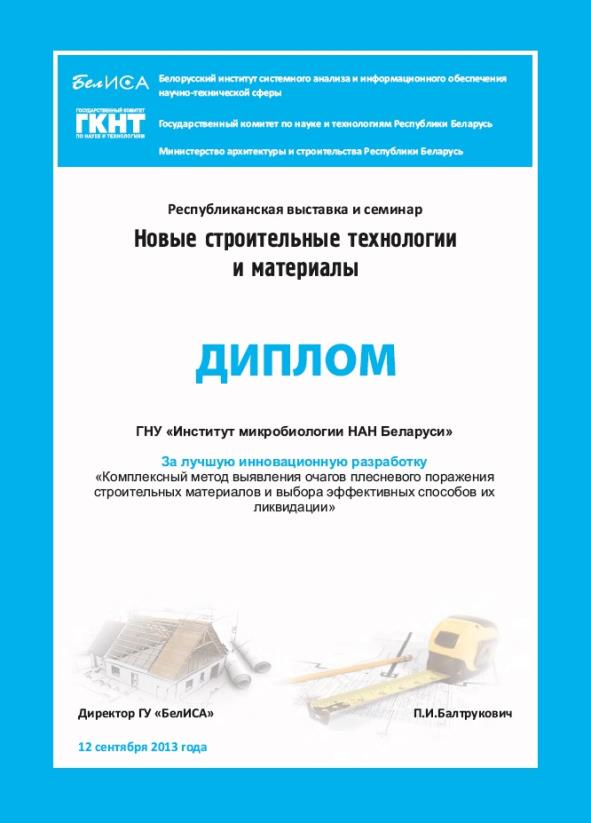 БелИСА
Белорусский институт системного анализа и информационного обеспечения
научно-технической сферы
ГОСУДАРСТВЕННЫЙ КОМИТЕТ
ГКНТ
ПО НАУКЕ И ТЕХНОЛОГИЯМ
Государственный комитет по науке и технологиям Республики Беларусь
Министерство архитектуры и строительства Республики Беларусь
Республиканская выставка и семинар
Новые строительные технологии
и материалы
ДИПЛОМ
ГНУ «Институт микробиологии НАН Беларуси»
За лучшую инновационную разработку
«Комплексный метод выявления очагов плесневого поражения
строительных материалов и выбора эффективных способов их
ликвидации»
Директор ГУ «БелИСА»
П.И.Балтрукович
12 сентября 2013 года